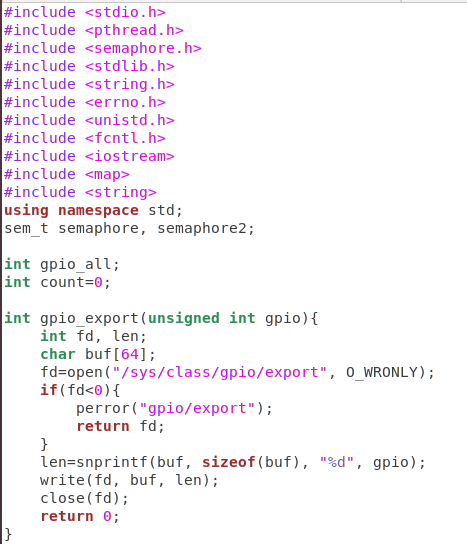 #include <stdio.h>
#include <pthread.h>
#include <semaphore.h>
#include <stdlib.h>
#include <string.h>
#include <errno.h>
#include <unistd.h>
#include <fcntl.h>
#include <iostream>
#include <map>
#include <string>
using namespace std;
sem_t semaphore, semaphore2;

int gpio_all;
int count=0;

int gpio_export(unsigned int gpio){
    int fd, len;
    char buf[64];
    fd=open("/sys/class/gpio/export", O_WRONLY);
    if(fd<0){
        perror("gpio/export");
        return fd;
    }
    len=snprintf(buf, sizeof(buf), "%d", gpio);
    write(fd, buf, len);
    close(fd);
    return 0;
}